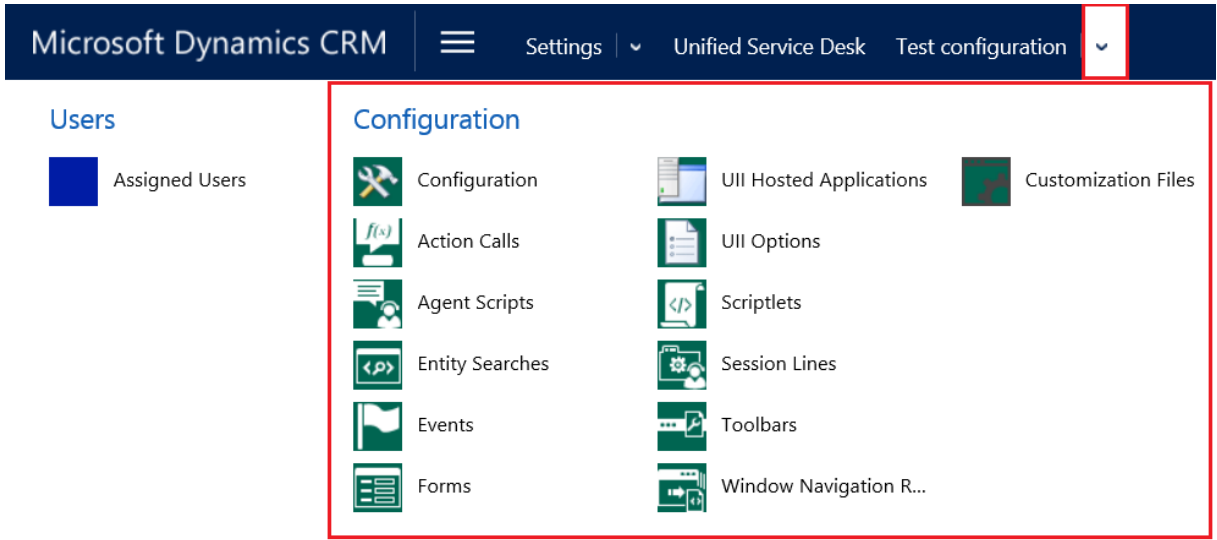 Microsoft Dynamics CRM Settings Unified Service Desk Test configuration
Users
Assigned Users
Configuration
Configuration
Action Calls
Agent Scripts
Entity Searches
Events
Forms
UII Hosted Applications
UII Options
Scriptlets
Session Lines
Toolbars
Window Navigation R...
Customization Files
f(x)